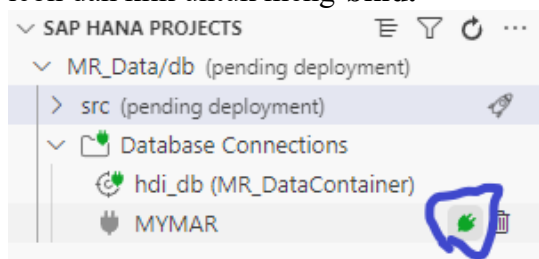 SAP HANA PROJECTS
MR_Data/db (pending deployment)
src (pending deployment)
Database Connections
hdi_db (MR_DataContainer)
MYMAR